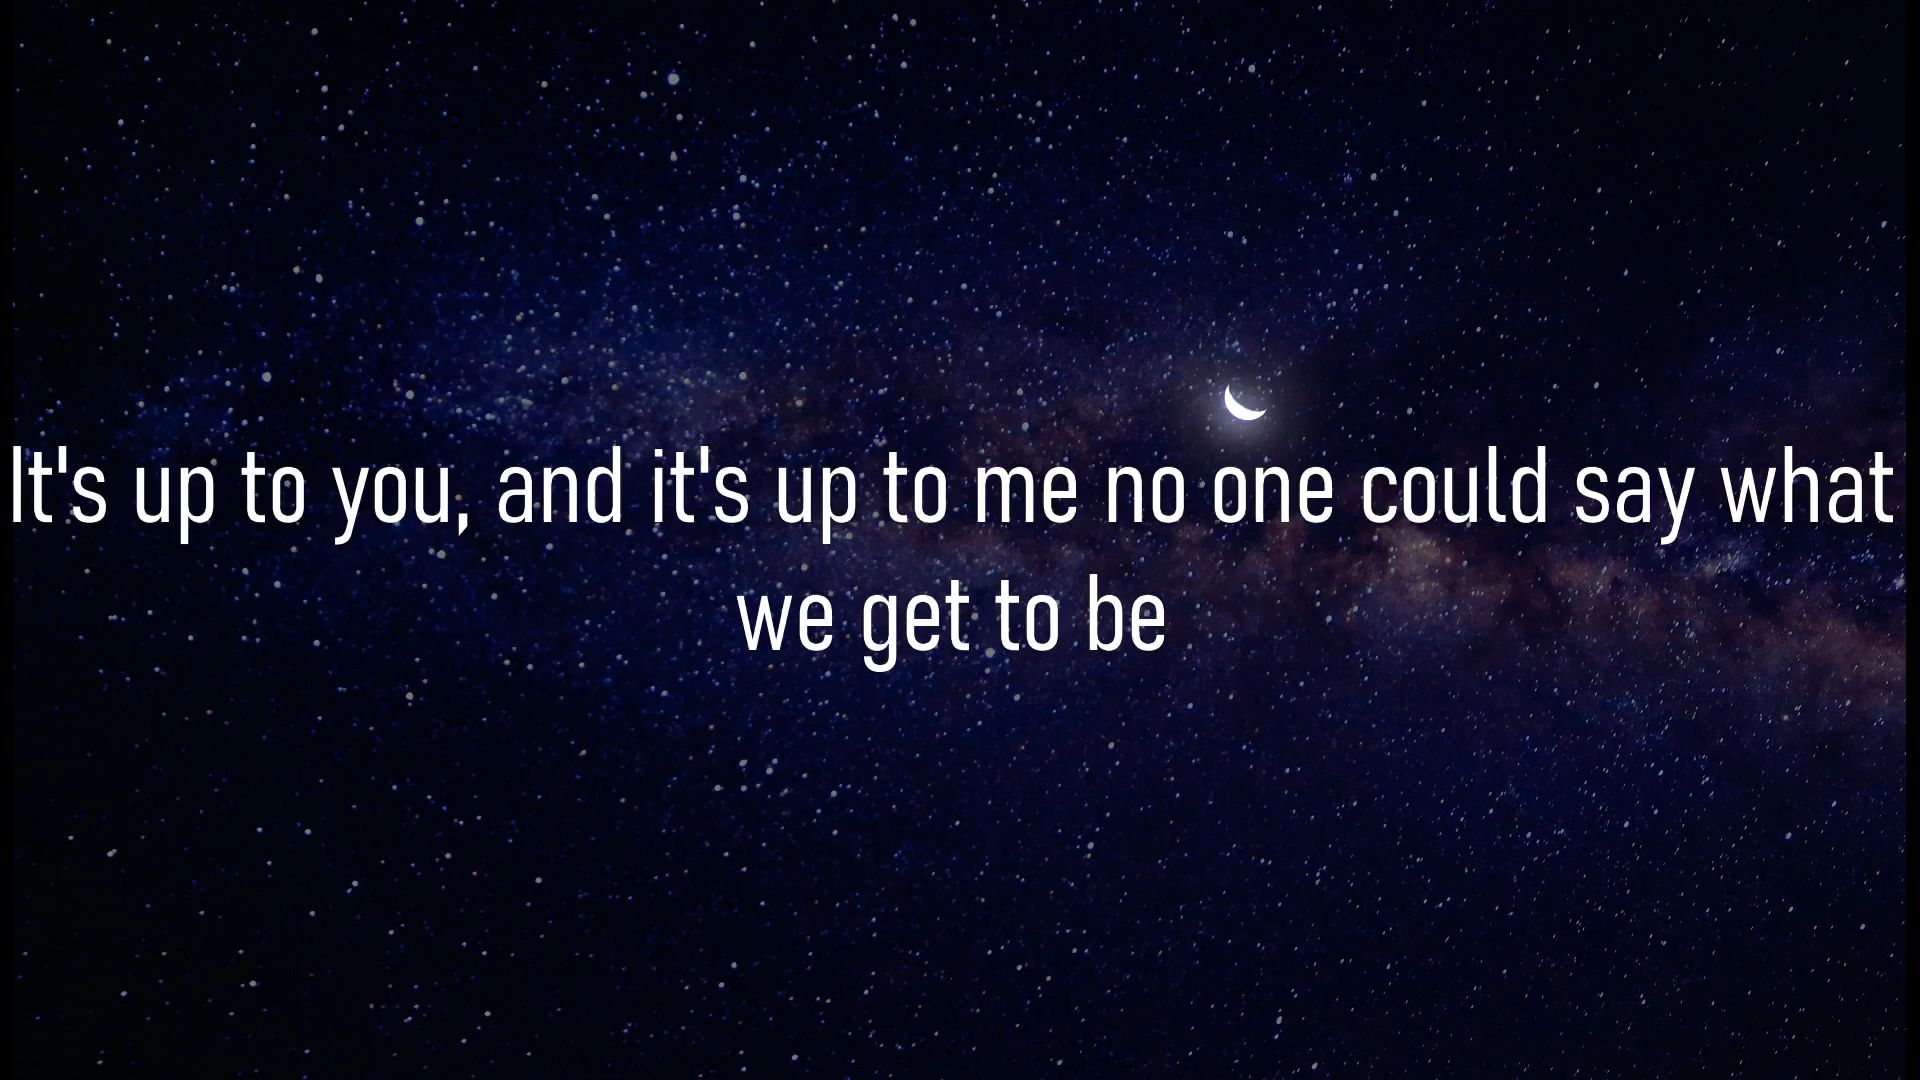 It's up to you, and it's up to me no one could say what
we get to be